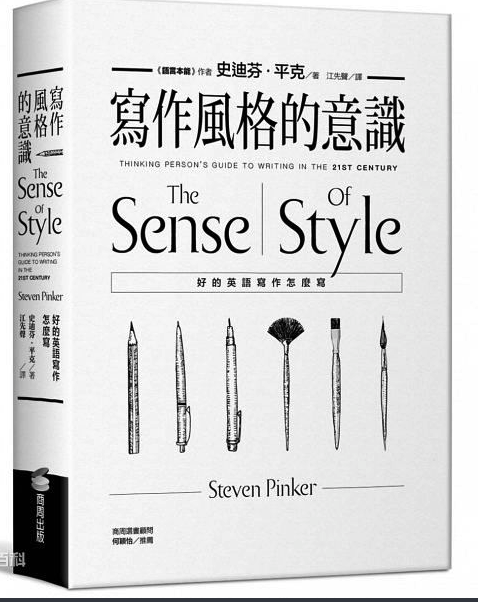 《語言本能》作者 史迪芬・平克／著 江先聲／譯
寫作風格的意識
THINKING PERSON'S GUIDE TO WRITING IN THE 21ST CENTURY
The Sense Of Style
好的英語寫作怎麼寫
Steven Pinker
商周選書顧問
何穎怡／推薦
寫作風格的意識
The
Sense
Of
Style
THINKING PERSON'S
GUIDE TO WRITING
IN THE
21ST CENTURY
Steven Pinker
好的英語寫作怎麼寫
史迪芬・平克／著
江先聲／譯
商周出版
百科